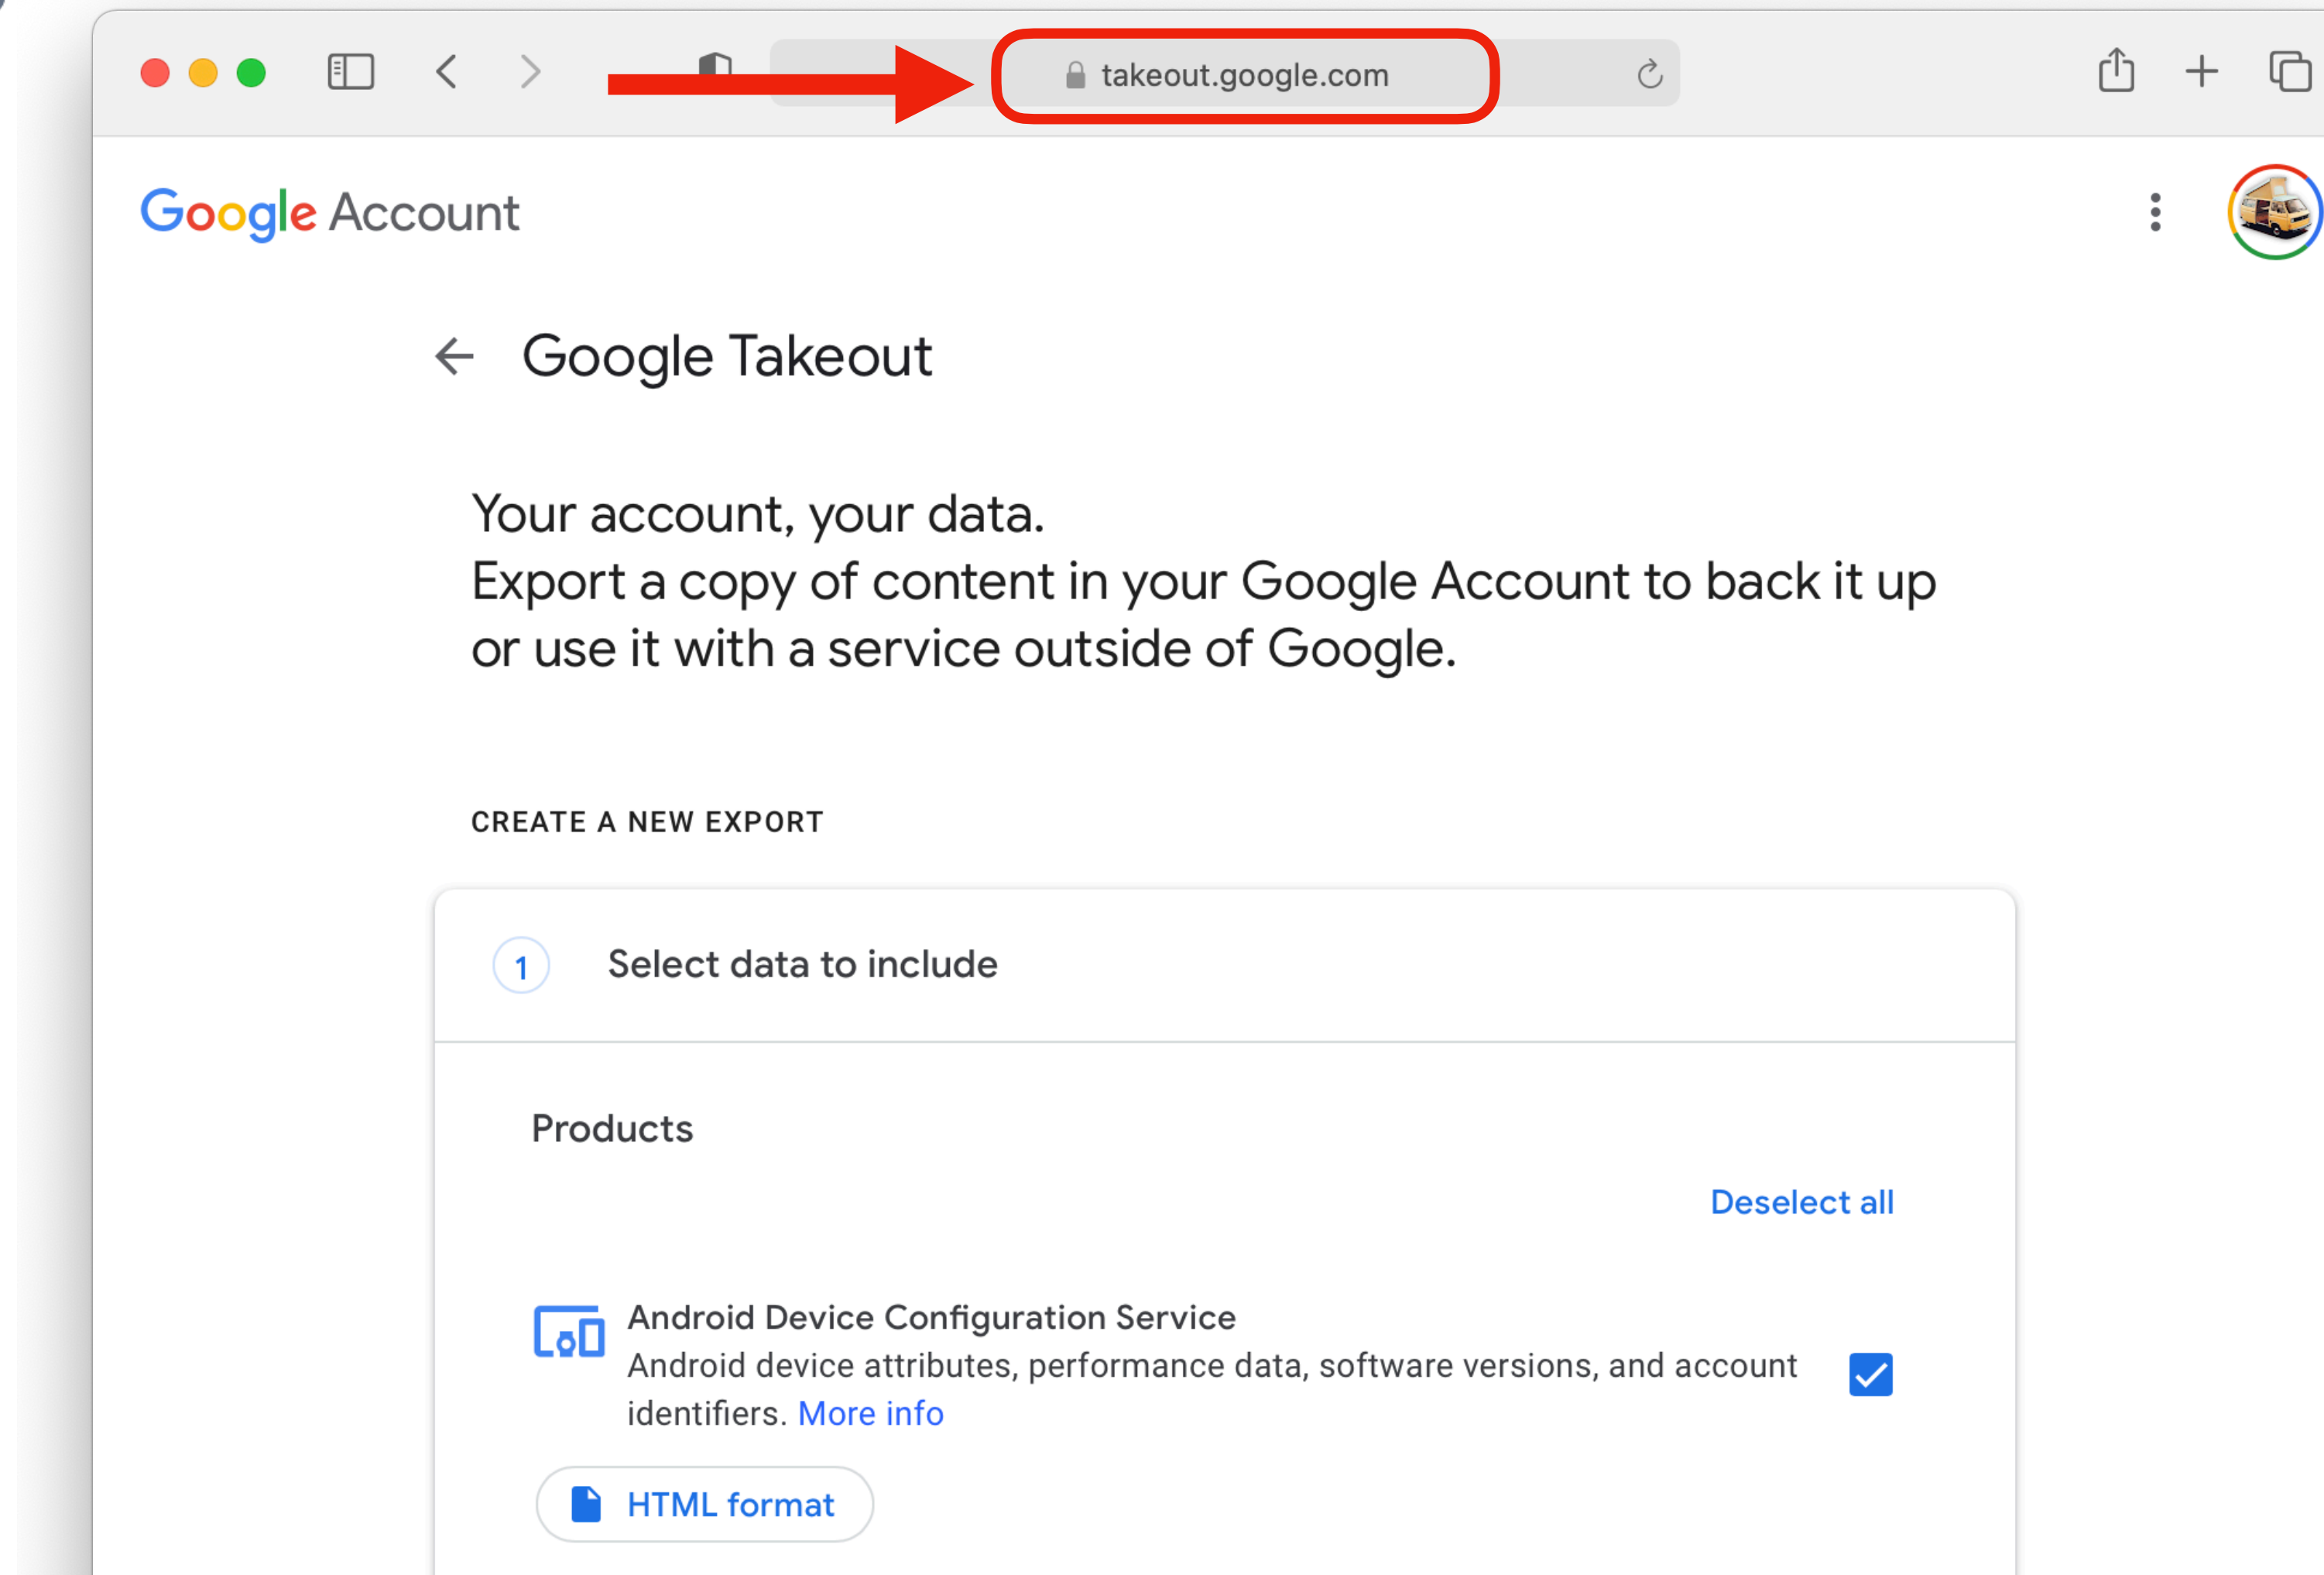 takeout.google.com
Google Account
Google Takeout
Your account, your data.
Export a copy of content in your Google Account to back it up
or use it with a service outside of Google.
CREATE A NEW EXPORT
1 Select data to include
Products
Deselect all
Android Device Configuration Service
Android device attributes, performance data, software versions, and account
identifiers. More info
HTML format